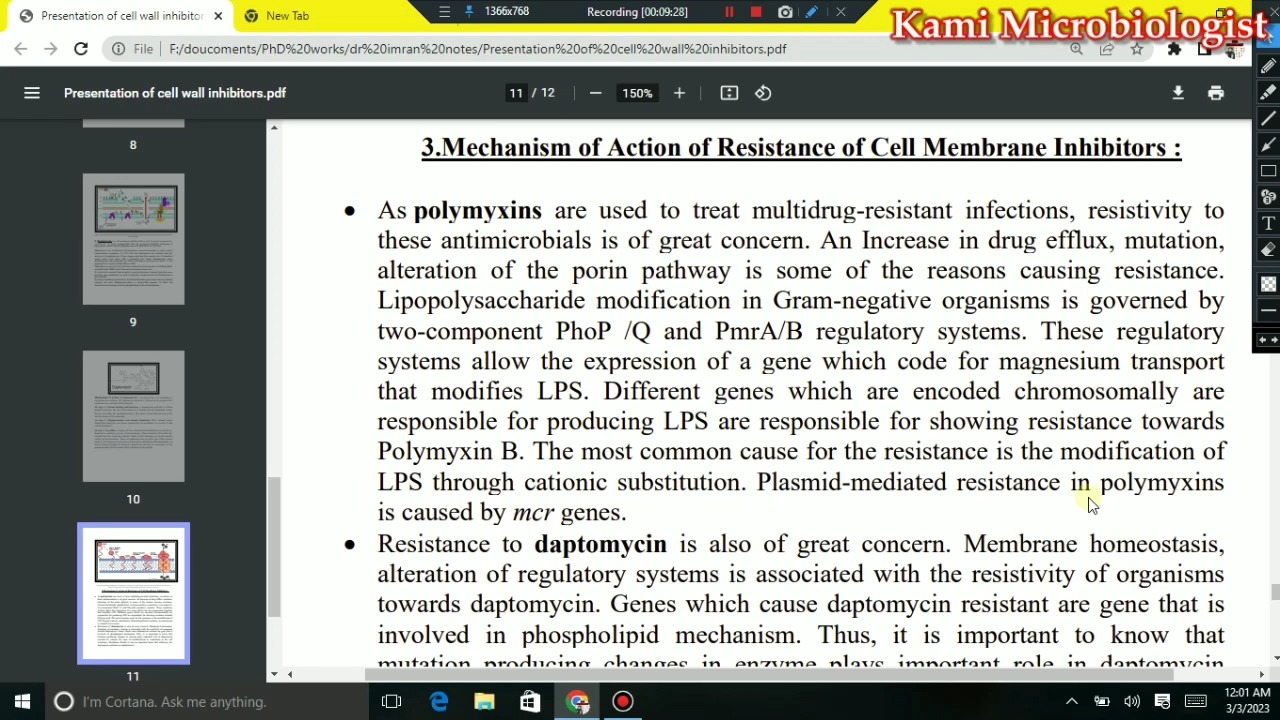 Presentation of cell wall inhibitor
New Tab
1366x768
Recording [00:09:28]
Kami Microbiologist
File
F:/doucoments/PhD%20works/dr%20imran%20notes/Presentation%20of%20cell%20wall%20inhibitors.pdf
Presentation of cell wall inhibitors.pdf
11 / 12
150%
8
9
10
11
3.Mechanism of Action of Resistance of Cell Membrane Inhibitors :
• As polymyxins are used to treat multidrug-resistant infections, resistivity to
these antimicrobials is of great concern. An Increase in drug efflux, mutation,
alteration of the porin pathway is some of the reasons causing resistance.
Lipopolysaccharide modification in Gram-negative organisms is governed by
two-component PhoP /Q and PmrA/B regulatory systems. These regulatory
systems allow the expression of a gene which code for magnesium transport
that modifies LPS. Different genes which are encoded chromosomally are
responsible for producing LPS are responsible for showing resistance towards
Polymyxin B. The most common cause for the resistance is the modification of
LPS through cationic substitution. Plasmid-mediated resistance in polymyxins
is caused by mcr genes.
• Resistance to daptomycin is also of great concern. Membrane homeostasis,
alteration of regulatory systems is associated with the resistivity of organisms
towards daptomycin. Genes which cause daptomycin resistant are gene that is
involved in phospholipid mechanism. Thus, it is important to know that
mutation producing changes in enzyme plays important role in daptomycin
I'm Cortana. Ask me anything.
12:01 AM
3/3/2023